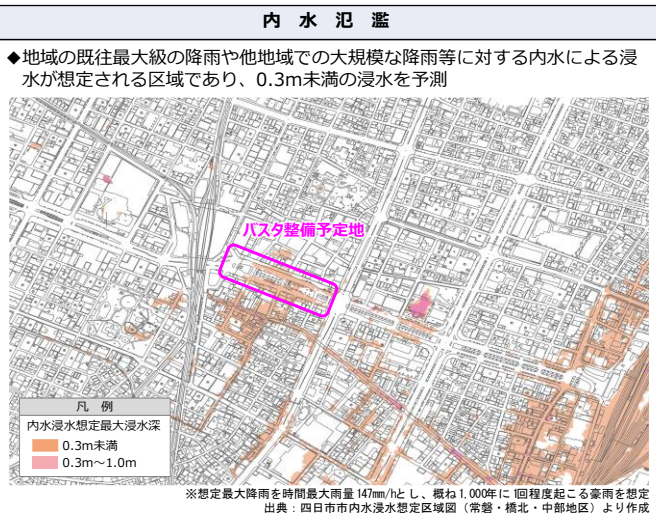 内 水 氾 濫
◆地域の既往最大級の降雨や他地域での大規模な降雨等に対する内水による浸
水が想定される区域であり、0.3m未満の浸水を予測
バスタ整備予定地
凡 例
内水浸水想定最大浸水深
0.3m未満
0.3m～1.0m
※想定最大降雨を時間最大雨量147mm/hとし、概ね1,000年に1回程度起こる豪雨を想定
出典：四日市市内水浸水想定区域図（常磐・橋北・中部地区）より作成